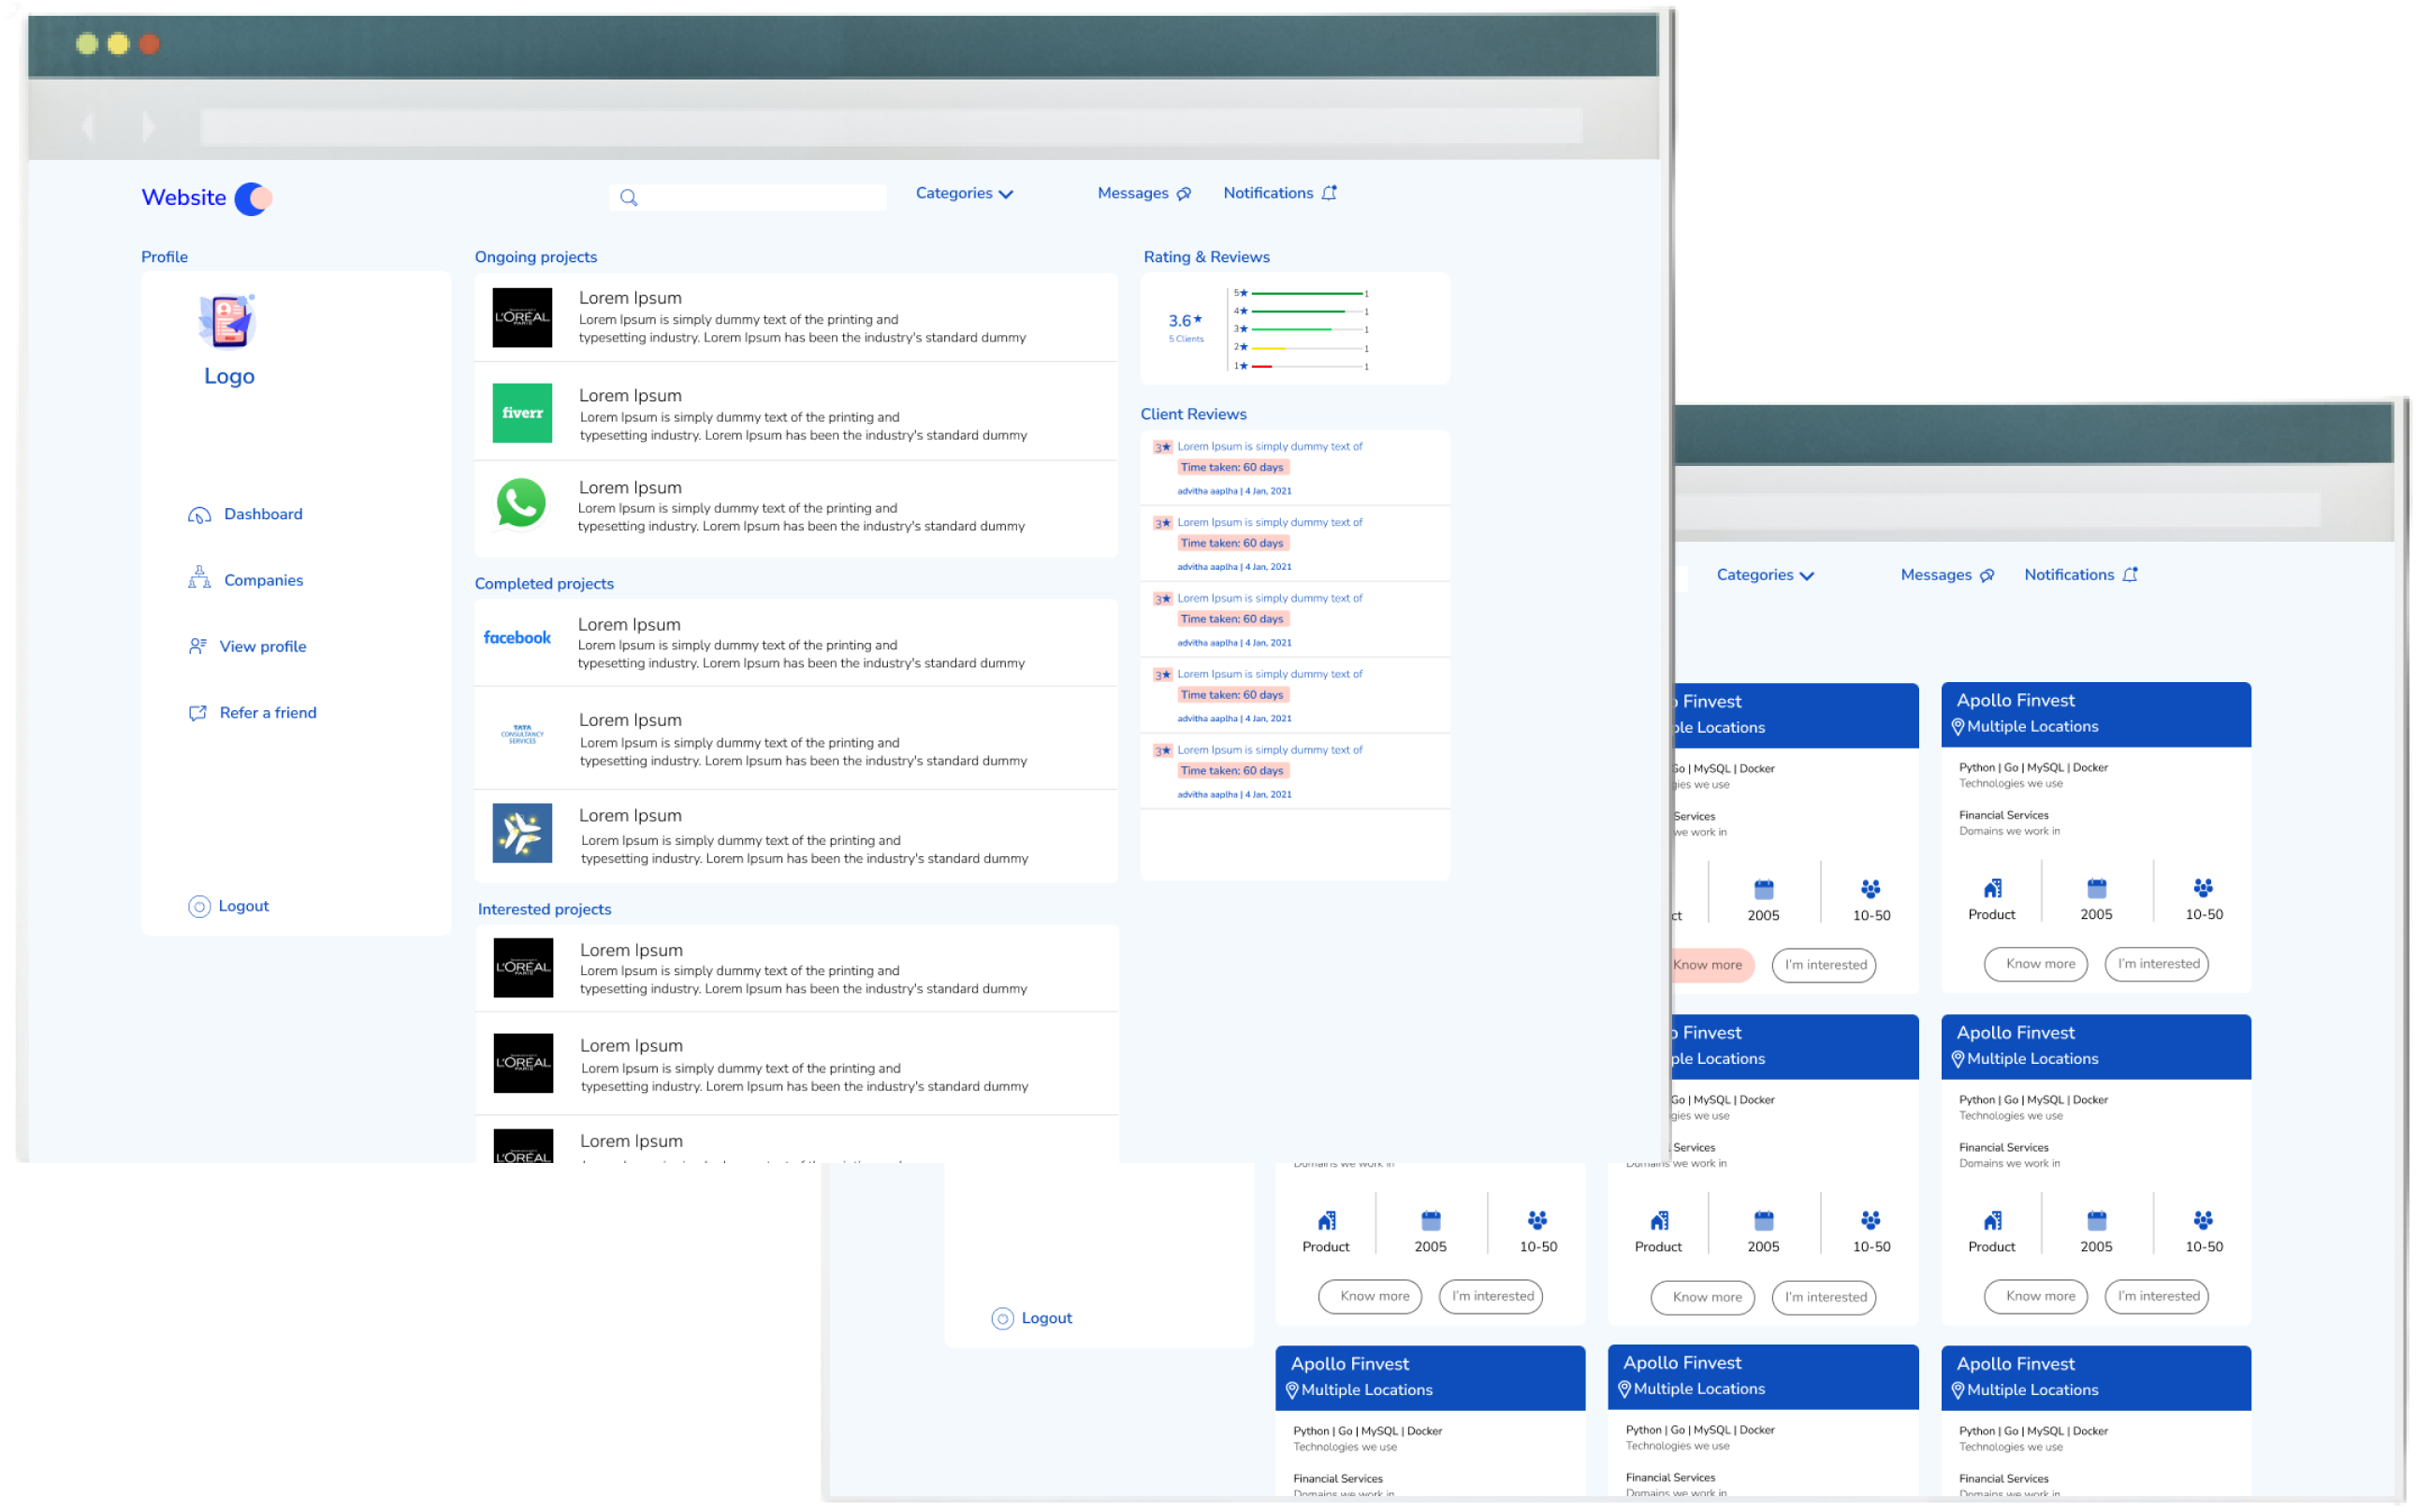 Website
Categories
Messages
Notifications
Profile
Logo
Dashboard
Companies
View profile
Refer a friend
Logout
Ongoing projects
L'ORÉAL
PARIS
Lorem Ipsum
Lorem Ipsum is simply dummy text of the printing and
typesetting industry. Lorem Ipsum has been the industry's standard dummy
fiverr
Lorem Ipsum
Lorem Ipsum is simply dummy text of the printing and
typesetting industry. Lorem Ipsum has been the industry's standard dummy
Lorem Ipsum
Lorem Ipsum is simply dummy text of the printing and
typesetting industry. Lorem Ipsum has been the industry's standard dummy
Completed projects
facebook
Lorem Ipsum
Lorem Ipsum is simply dummy text of the printing and
typesetting industry. Lorem Ipsum has been the industry's standard dummy
TATA
CONSULTANCY
SERVICES
Lorem Ipsum
Lorem Ipsum is simply dummy text of the printing and
typesetting industry. Lorem Ipsum has been the industry's standard dummy
Lorem Ipsum
Lorem Ipsum is simply dummy text of the printing and
typesetting industry. Lorem Ipsum has been the industry's standard dummy
Interested projects
L'ORÉAL
PARIS
Lorem Ipsum
Lorem Ipsum is simply dummy text of the printing and
typesetting industry. Lorem Ipsum has been the industry's standard dummy
L'ORÉAL
PARIS
Lorem Ipsum
Lorem Ipsum is simply dummy text of the printing and
typesetting industry. Lorem Ipsum has been the industry's standard dummy
L'ORÉAL
Lorem Ipsum
Rating & Reviews
3.6★
5 Clients
5★ 1
4★ 1
3★ 1
2★ 1
1★ 1
Client Reviews
3★ Lorem Ipsum is simply dummy text of
Time taken: 60 days
advitha aaplha | 4 Jan, 2021
3★ Lorem Ipsum is simply dummy text of
Time taken: 60 days
advitha aaplha | 4 Jan, 2021
3★ Lorem Ipsum is simply dummy text of
Time taken: 60 days
advitha aaplha | 4 Jan, 2021
3★ Lorem Ipsum is simply dummy text of
Time taken: 60 days
advitha aaplha | 4 Jan, 2021
3★ Lorem Ipsum is simply dummy text of
Time taken: 60 days
advitha aaplha | 4 Jan, 2021
Categories
Messages
Notifications
Finvest
Locations
Go | MySQL | Docker
we use
Services
we work in
2005
10-50
Know more
I'm interested
Apollo Finvest
Multiple Locations
Python | Go | MySQL | Docker
Technologies we use
Financial Services
Domains we work in
Product
2005
10-50
Know more
I'm interested
Domains we work in
Product
2005
10-50
Know more
I'm interested
Finvest
Locations
Go | MySQL | Docker
we use
Services
Domains we work in
Product
2005
10-50
Know more
I'm interested
Apollo Finvest
Multiple Locations
Python | Go | MySQL | Docker
Technologies we use
Financial Services
Domains we work in
Product
2005
10-50
Know more
I'm interested
Logout
Apollo Finvest
Multiple Locations
Python | Go | MySQL | Docker
Technologies we use
Financial Services
Domains we work in
Apollo Finvest
Multiple Locations
Python | Go | MySQL | Docker
Technologies we use
Financial Services
Domains we work in
Apollo Finvest
Multiple Locations
Python | Go | MySQL | Docker
Technologies we use
Financial Services
Domains we work in